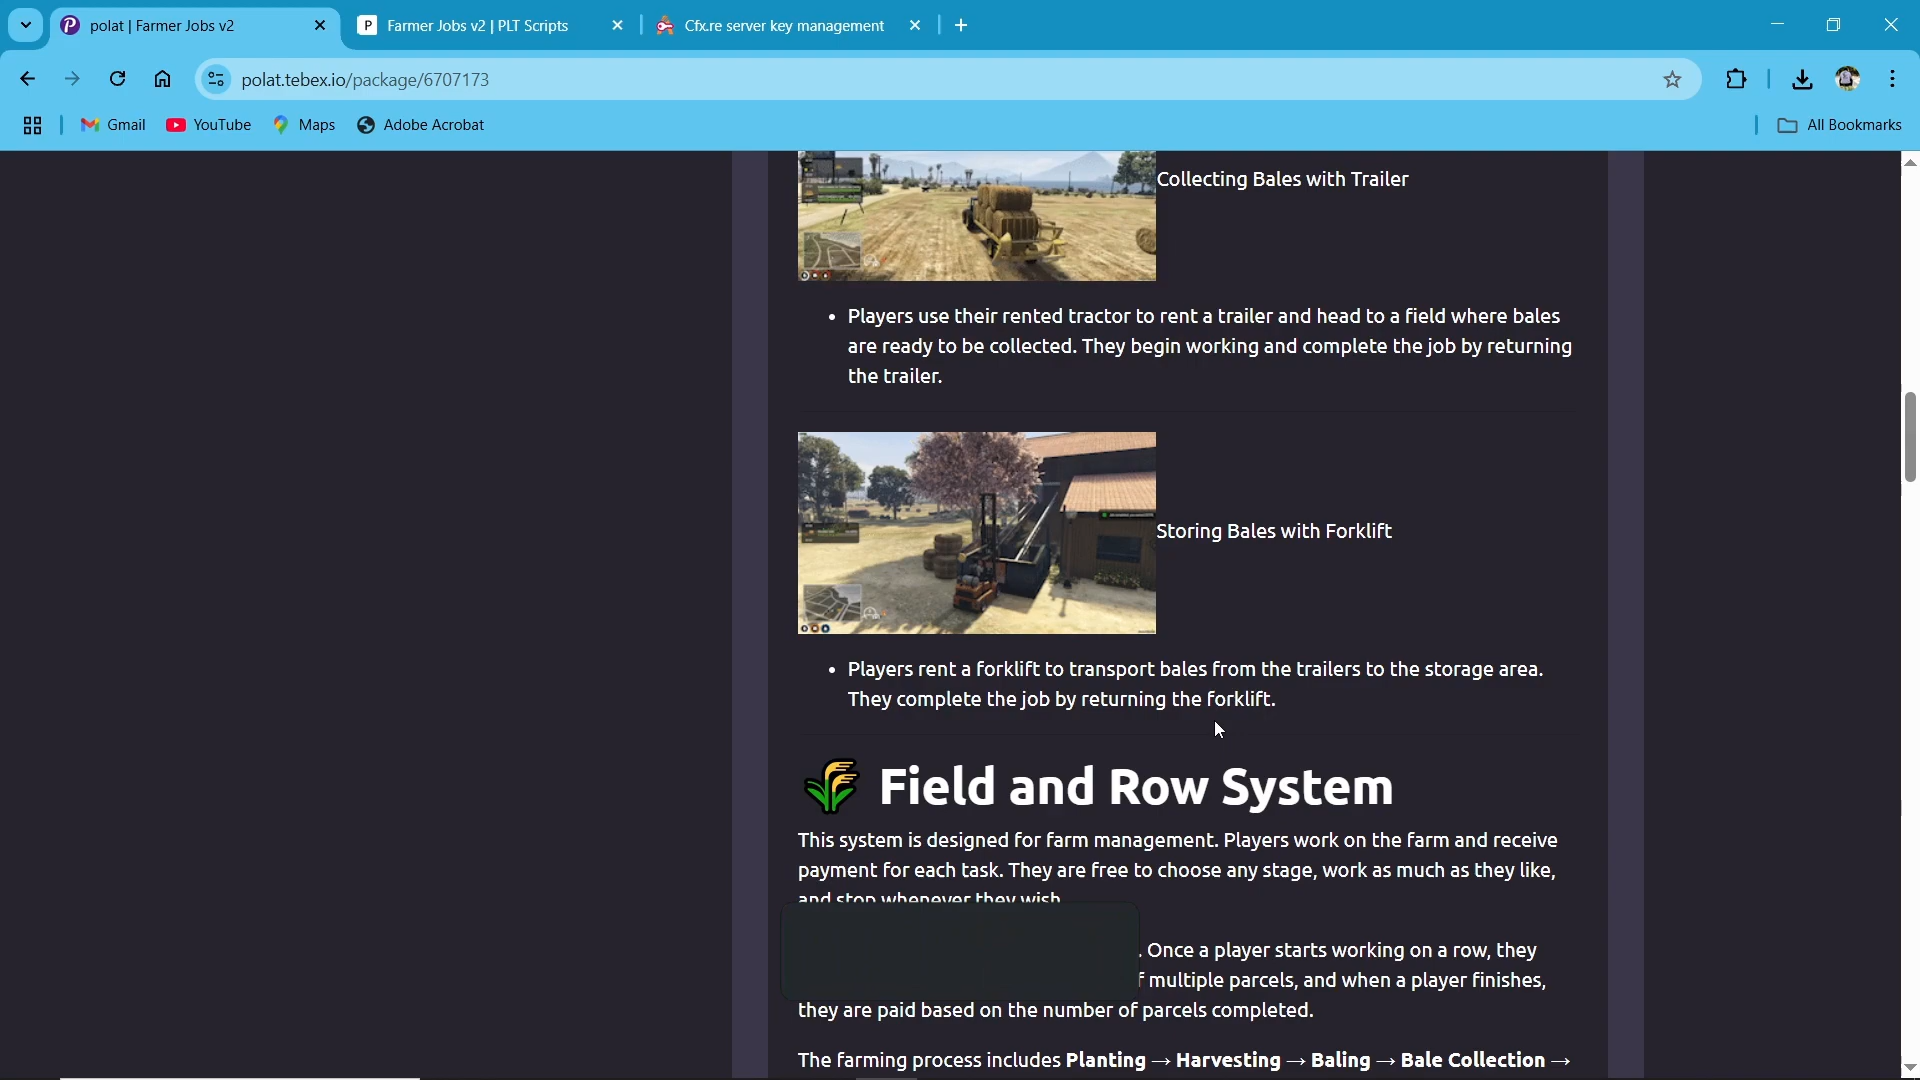 polat | Farmer Jobs v2
Farmer Jobs v2 | PLT Scripts
Cfx.re server key management
polat.tebex.io/package/6707173
Gmail
YouTube
Maps
Adobe Acrobat
All Bookmarks
Collecting Bales with Trailer
• Players use their rented tractor to rent a trailer and head to a field where bales
are ready to be collected. They begin working and complete the job by returning
the trailer.
Storing Bales with Forklift
• Players rent a forklift to transport bales from the trailers to the storage area.
They complete the job by returning the forklift.
Field and Row System
This system is designed for farm management. Players work on the farm and receive
payment for each task. They are free to choose any stage, work as much as they like,
and stop whenever they wish
. Once a player starts working on a row, they
f multiple parcels, and when a player finishes,
they are paid based on the number of parcels completed.
The farming process includes Planting → Harvesting → Baling → Bale Collection →